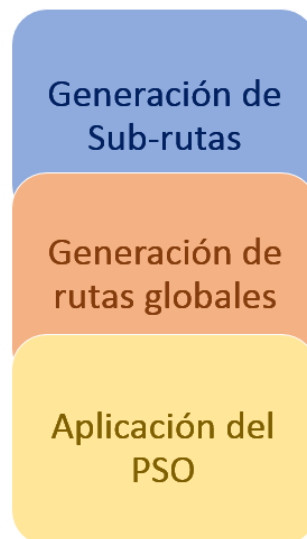 Generación de
Sub-rutas
Generación de
rutas globales
Aplicación del
PSO